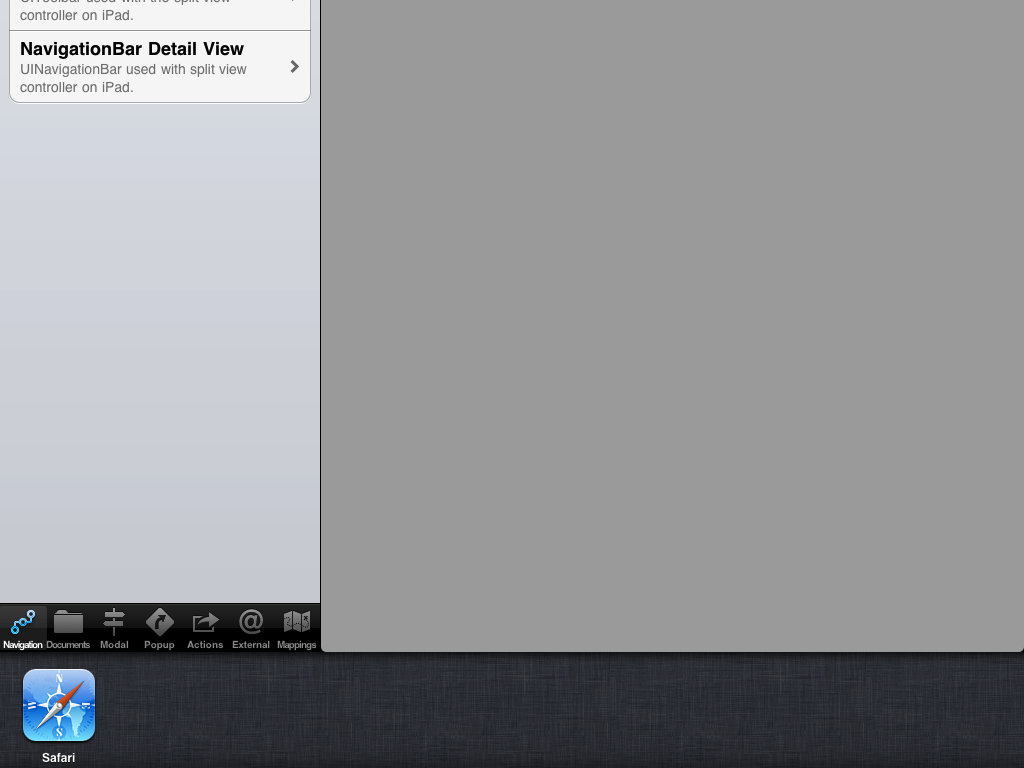 UIToolbar used with the split view
controller on iPad.
NavigationBar Detail View
UINavigationBar used with split view
controller on iPad.
Navigation Documents Modal Popup Actions External Mappings
Safari